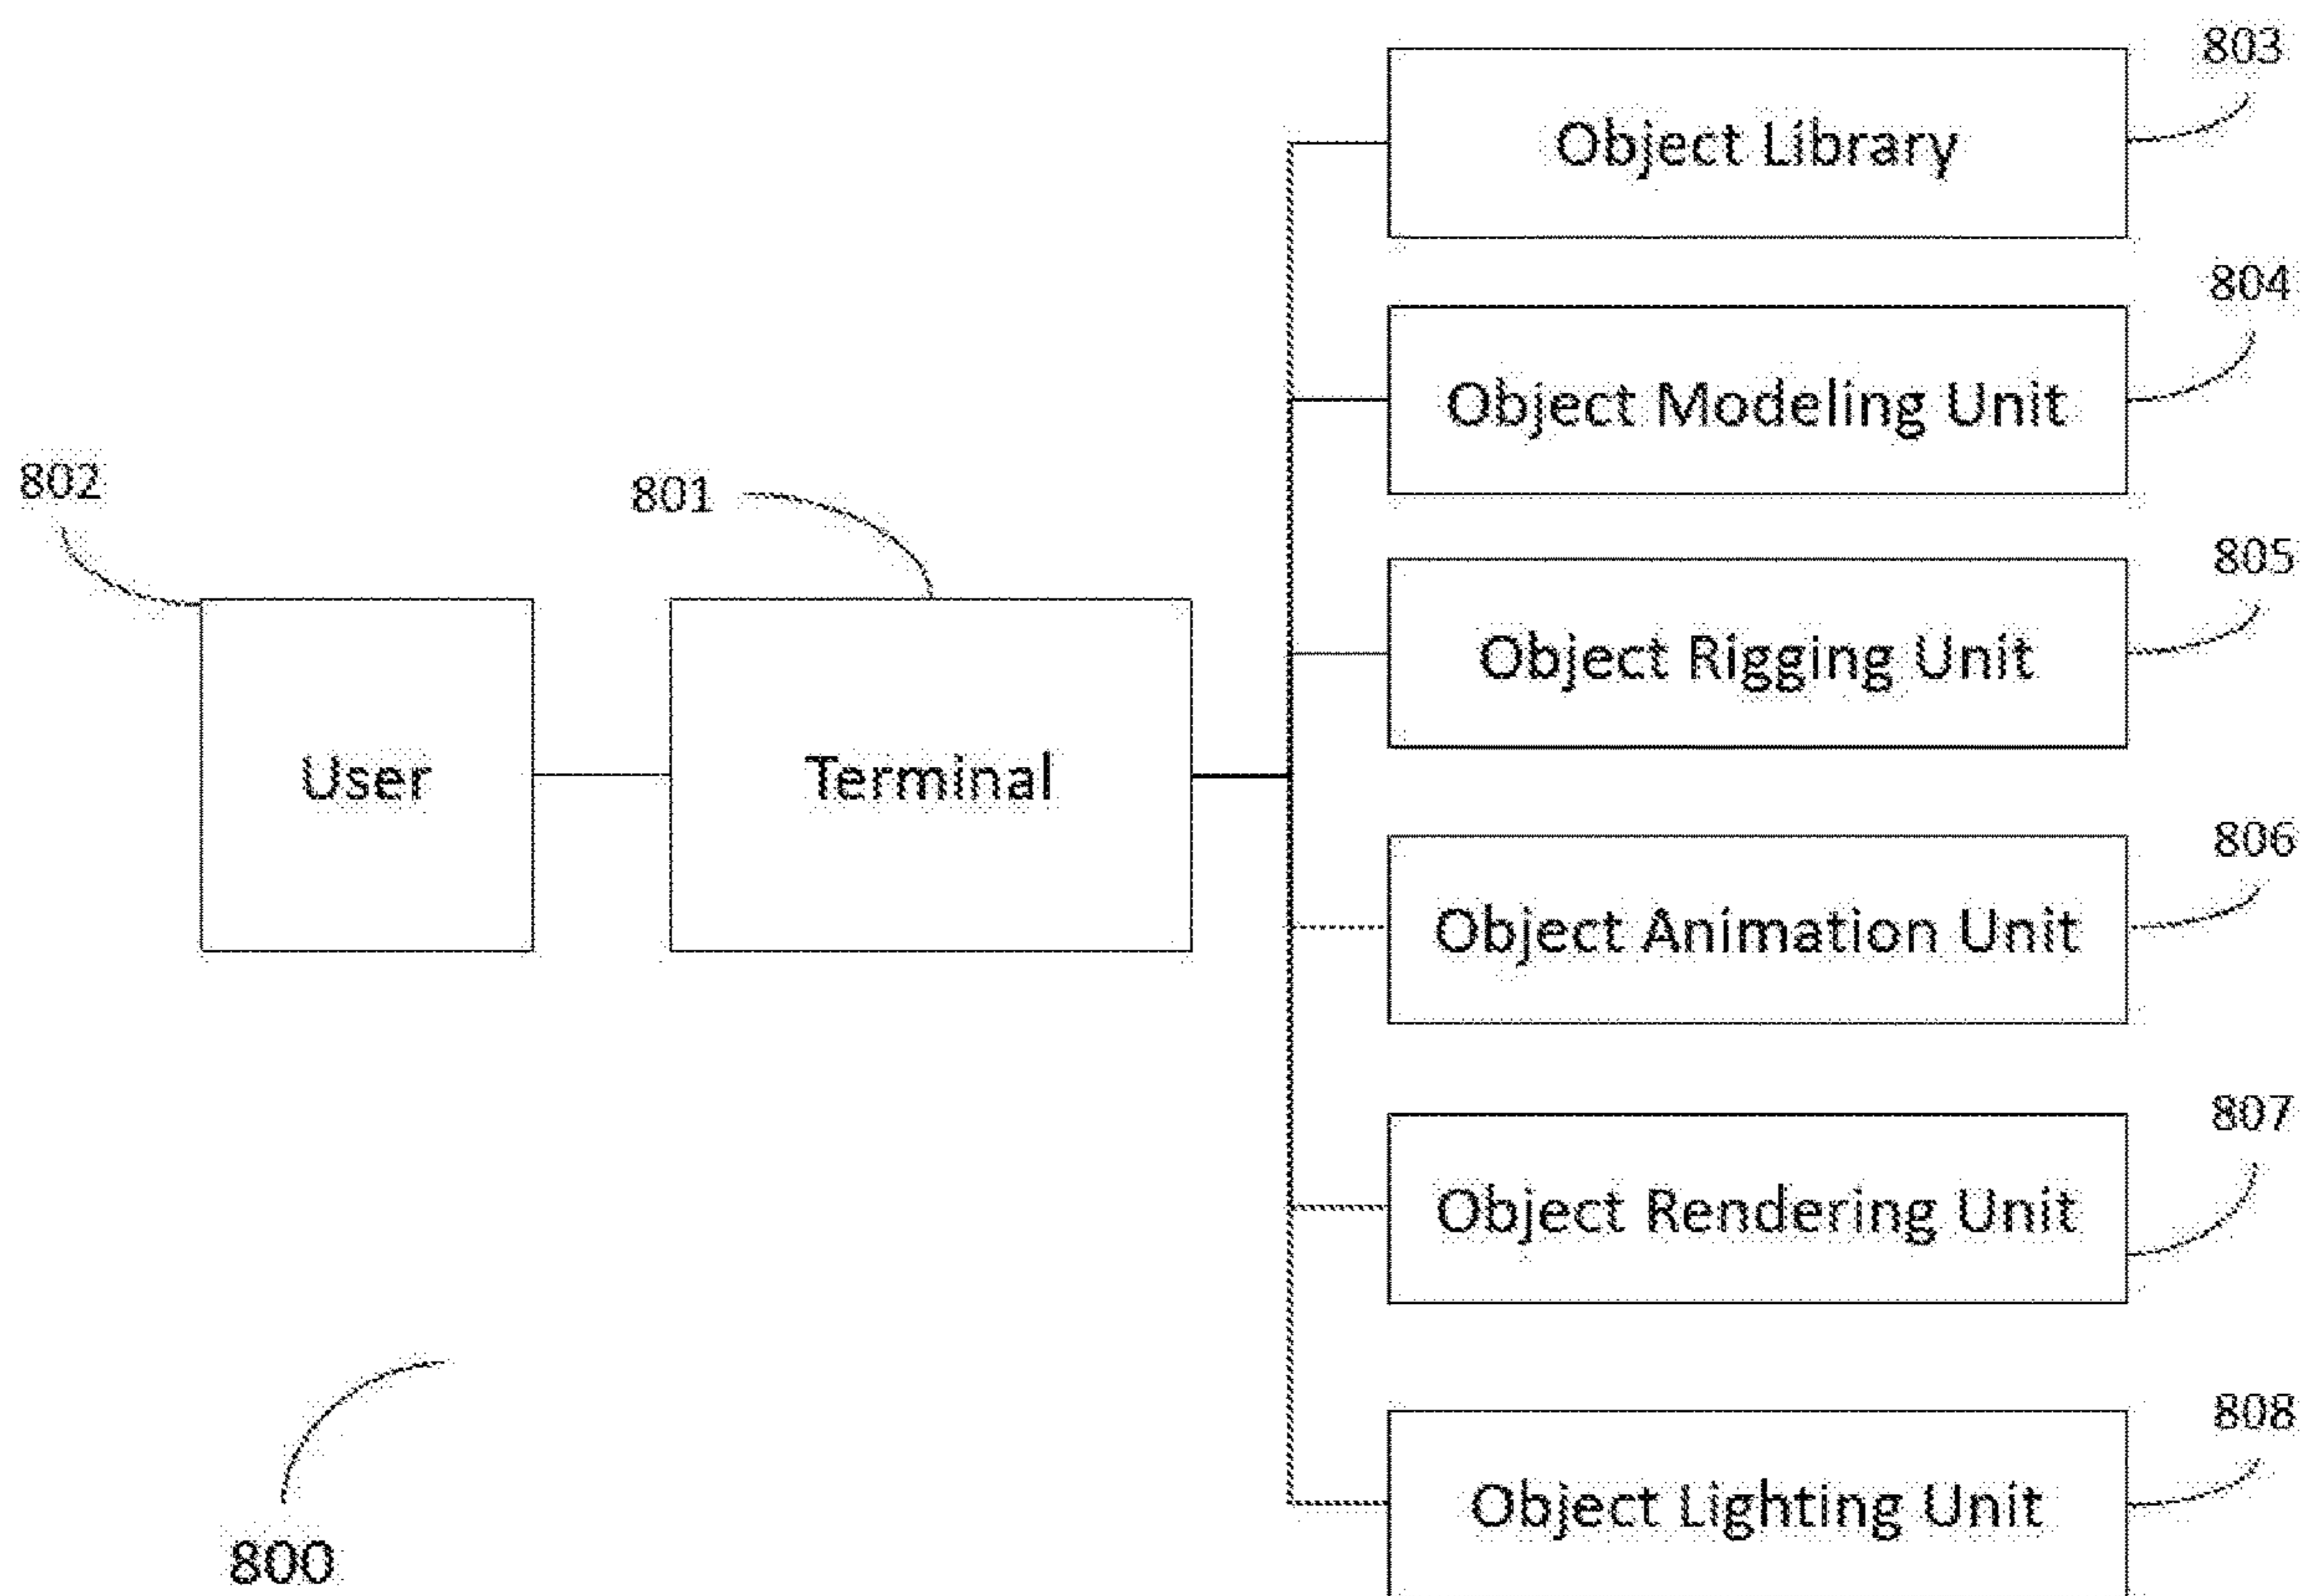 803
Object Library
804
Object Modeling Unit
802
801
805
Object Rigging Unit
User
Terminal
806
Object Animation Unit
807
Object Rendering Unit
808
Object Lighting Unit
800